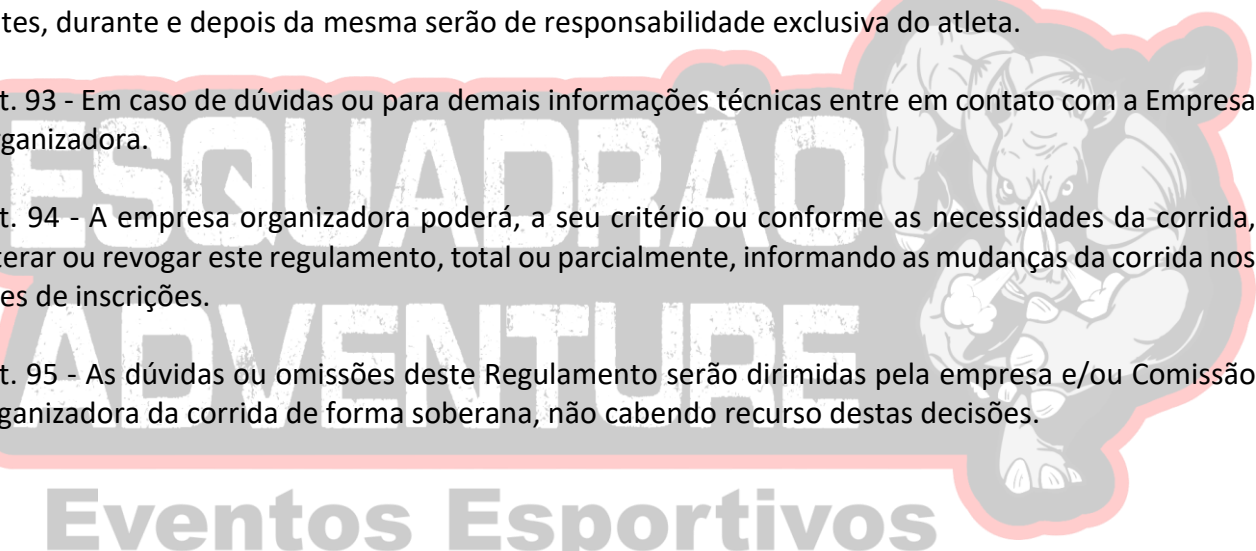 tes, durante e depois da mesma serão de responsabilidade exclusiva do atleta.
t. 93 - Em caso de dúvidas ou para demais informações técnicas entre em contato com a Empresa
ganizadora.
t. 94 - A empresa organizadora poderá, a seu critério ou conforme as necessidades da corrida,
terar ou revogar este regulamento, total ou parcialmente, informando as mudanças da corrida nos
es de inscrições.
t. 95 - As dúvidas ou omissões deste Regulamento serão dirimidas pela empresa e/ou Comissão
ganizadora da corrida de forma soberana, não cabendo recurso destas decisões.
ESQUADRÃO
ADVENTURE
Eventos Esportivos